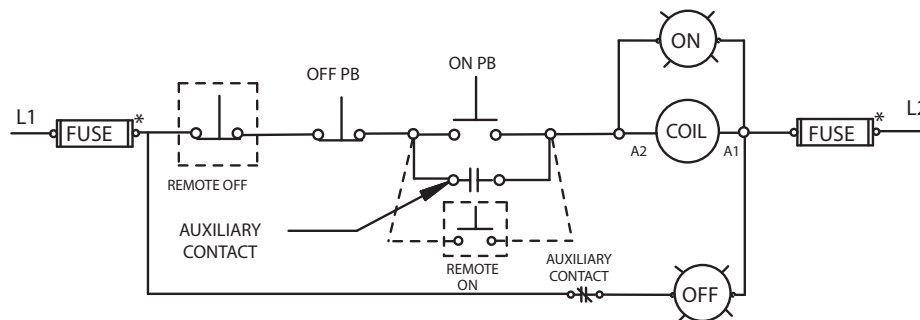 ON
OFF PB
ON PB
L1
FUSE
*
COIL
FUSE
*
L2
A2
A1
REMOTE OFF
AUXILIARY
CONTACT
REMOTE
ON
AUXILIARY
CONTACT
OFF